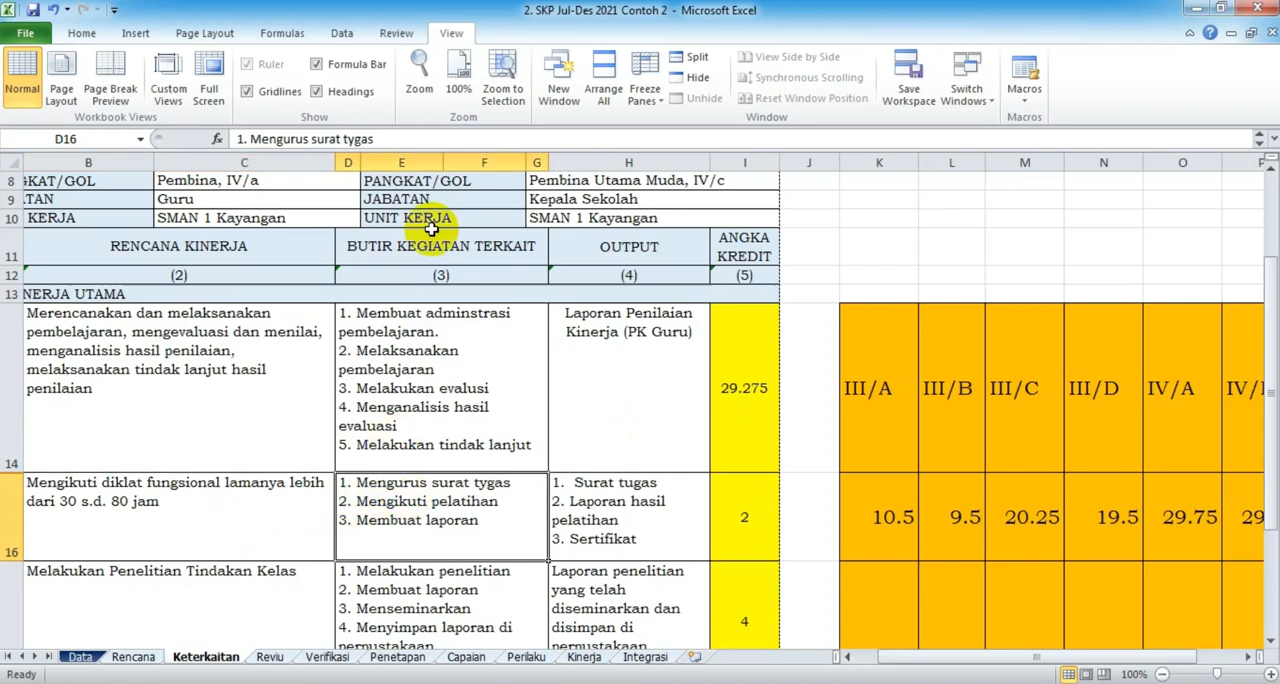 2. SKP Jul-Des 2021 Contoh 2 - Microsoft Excel
File Home Insert Page Layout Formulas Data Review View
Normal
Page Layout
Page Break Preview
Custom Views
Full Screen
Workbook Views
Ruler
Formula Bar
Gridlines
Headings
Show
Zoom
100%
Zoom to Selection
Zoom
New Window
Arrange All
Freeze Panes
Split
Hide
Unhide
View Side by Side
Synchronous Scrolling
Reset Window Position
Window
Save Workspace
Switch Windows
Macros
Macros
D16 fx 1. Mengurus surat tygas
B C D E F G H I J K L M N O P
8 KAT/GOL Pembina, IV/a PANGKAT/GOL Pembina Utama Muda, IV/c
9 TAN Guru JABATAN Kepala Sekolah
10 KERJA SMAN 1 Kayangan UNIT KERJA SMAN 1 Kayangan
11 RENCANA KINERJA BUTIR KEGIATAN TERKAIT OUTPUT ANGKA KREDIT
12 (2) (3) (4) (5)
13 NERJA UTAMA
14
Merencanakan dan melaksanakan
pembelajaran, mengevaluasi dan menilai,
menganalisis hasil penilaian,
melaksanakan tindak lanjut hasil
penilaian
1. Membuat adminstrasi
pembelajaran.
2. Melaksanakan
pembelajaran
3. Melakukan evalusi
4. Menganalisis hasil
evaluasi
5. Melakukan tindak lanjut
Laporan Penilaian
Kinerja (PK Guru)
29.275
III/A III/B III/C III/D IV/A
16
Mengikuti diklat fungsional lamanya lebih
dari 30 s.d. 80 jam
1. Mengurus surat tygas
2. Mengikuti pelatihan
3. Membuat laporan
1. Surat tugas
2. Laporan hasil
pelatihan
3. Sertifikat
2
10.5 9.5 20.25 19.5 29.75 29
Melakukan Penelitian Tindakan Kelas
1. Melakukan penelitian
2. Membuat laporan
3. Menseminarkan
4. Menyimpan laporan di
perpustakaan
Laporan penelitian
yang telah
diseminarkan dan
disimpan di
perpustakaan
4
Data Rencana Keterkaitan Reviu Verifikasi Penetapan Capaian Perilaku Kinerja Integrasi
Ready 100%